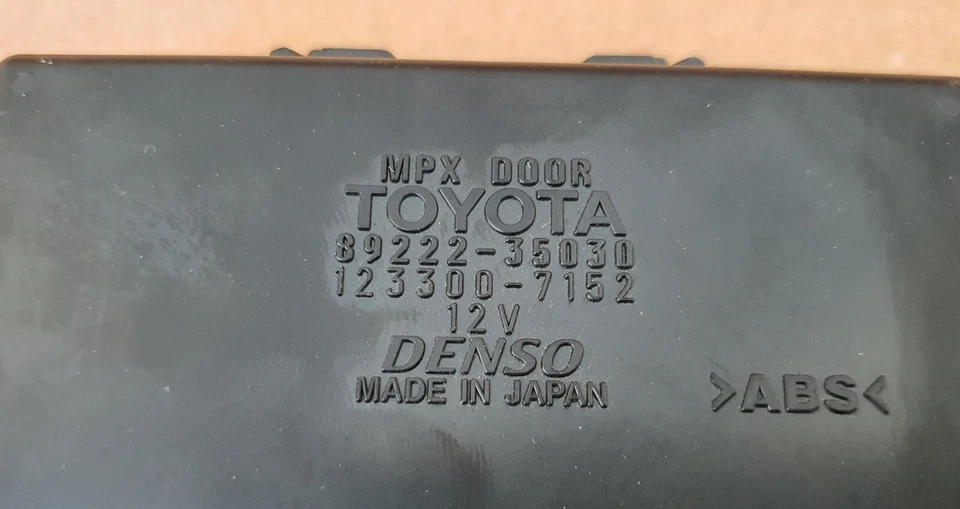 MPX DOOR
TOYOTA
89222-35030
123300-7152
12V
DENSO
MADE IN JAPAN
>ABS<